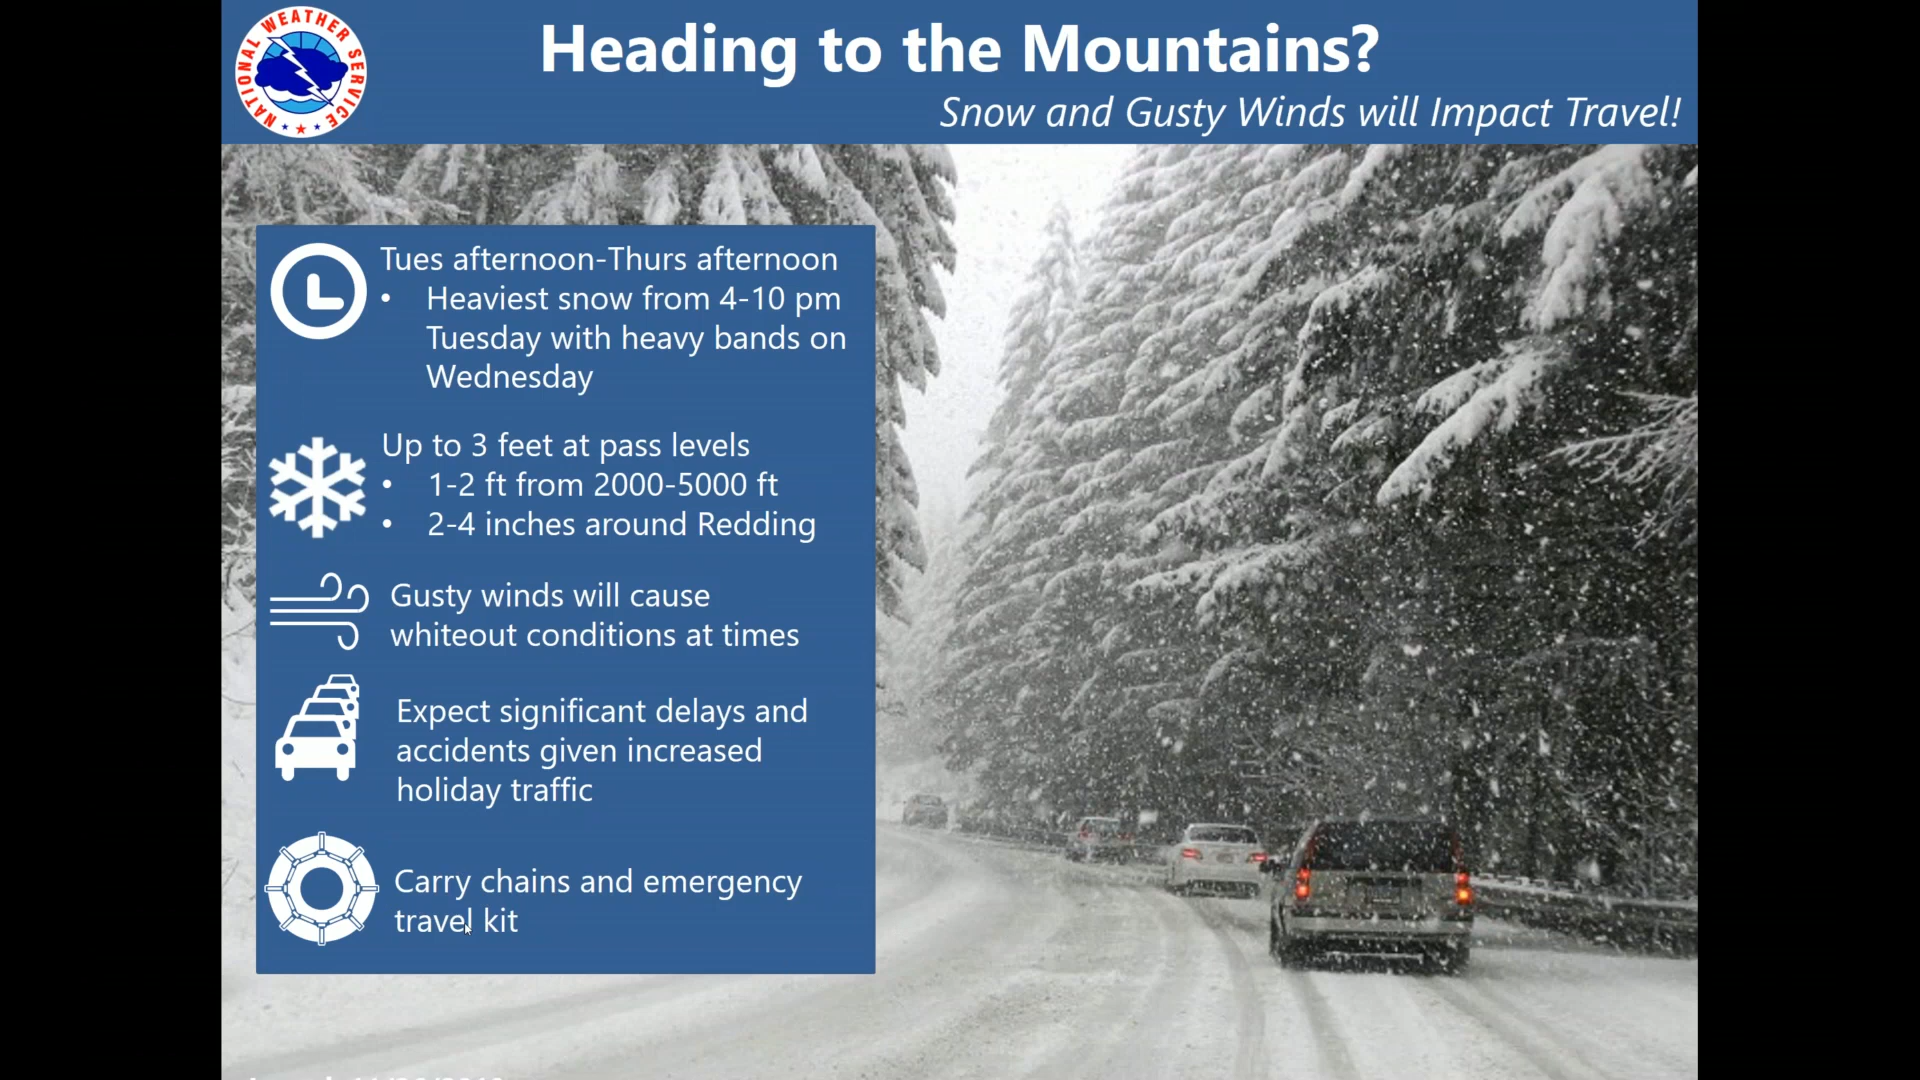 NATIONAL WEATHER SERVICE
Heading to the Mountains?
Snow and Gusty Winds will Impact Travel!
Tues afternoon-Thurs afternoon
• Heaviest snow from 4-10 pm
Tuesday with heavy bands on
Wednesday
Up to 3 feet at pass levels
• 1-2 ft from 2000-5000 ft
• 2-4 inches around Redding
Gusty winds will cause
whiteout conditions at times
Expect significant delays and
accidents given increased
holiday traffic
Carry chains and emergency
travel kit